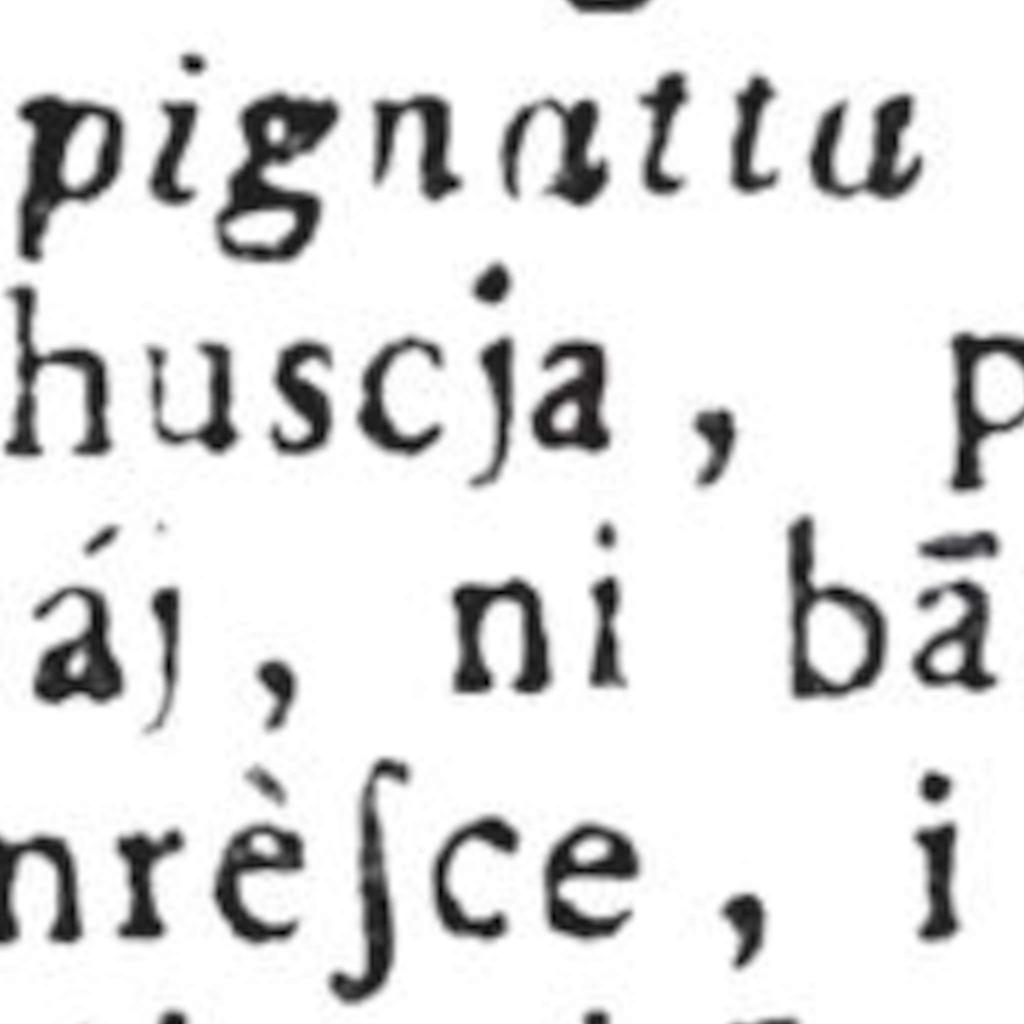 pignattu
huscja, p
áj, ni bā
nrèſce, i